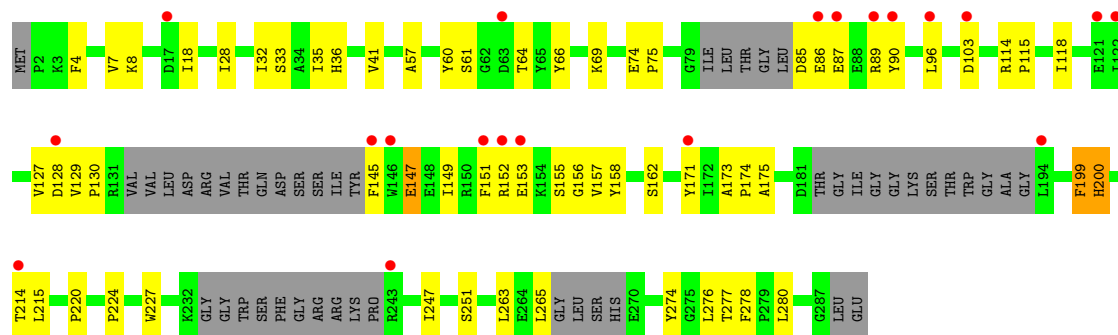 MET P2 K3 F4 V7 K8 D17 I18 I28 I32 S33 A34 I35 H36 V41 A57 Y60 S61 G62 D63 T64 Y65 Y66 K69 E74 P75 G79 ILE LEU THR GLY LEU D85 E86 E87 E88 R89 Y90 L96 D103 R114 P115 I118 E121 I122
V127 D128 V129 P130 R131 VAL VAL LEU ASP ARG VAL THR GLN ASP SER SER ILE TYR F145 W146 E147 E148 I149 R150 F151 R152 E153 K154 S155 G156 V157 Y158 S162 Y171 I172 A173 P174 A175 D181 THR GLY ILE GLY GLY LYS SER THR TRP GLY ALA GLY L194 F199 H200
T214 L215 P220 P224 W227 K232 GLY GLY TRP SER PHE GLY ARG ARG LYS PRO R243 I247 S251 L263 E264 L265 GLY LEU SER HIS E270 Y274 G275 L276 T277 F278 P279 L280 G287 LEU GLU